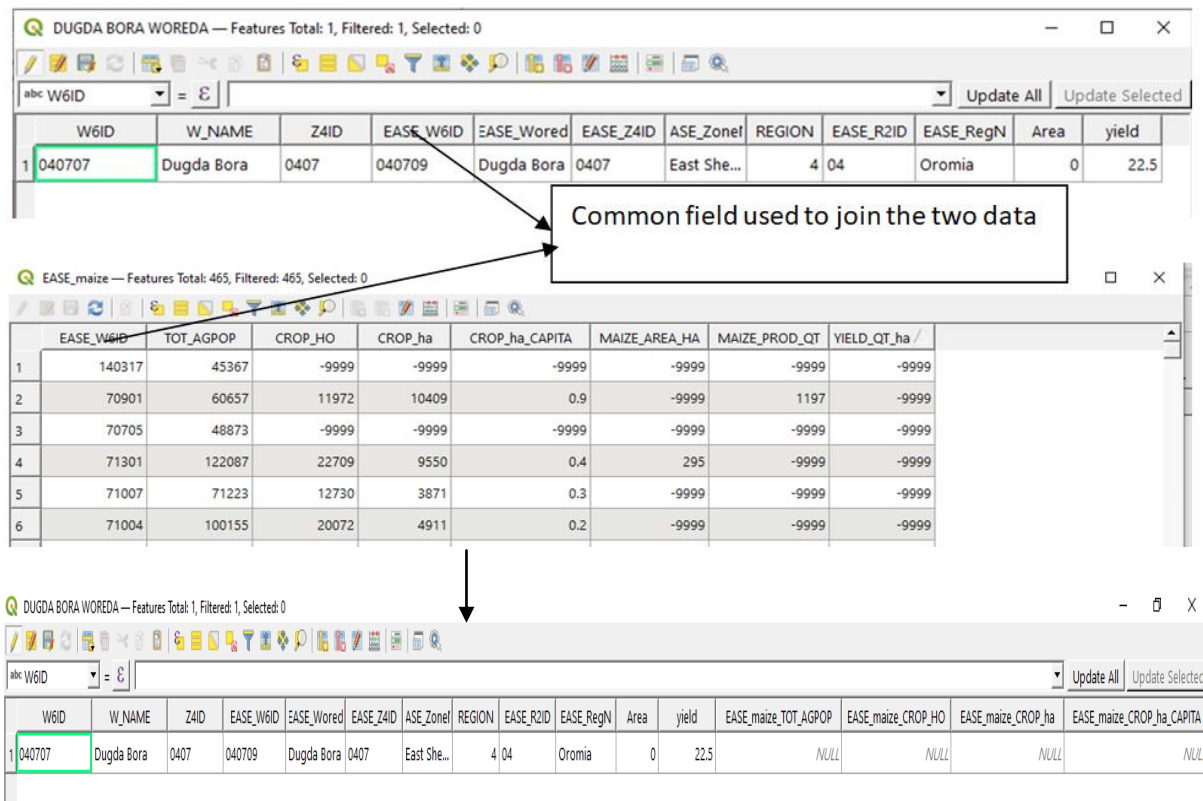 DUGDA BORA WOREDA — Features Total: 1, Filtered: 1, Selected: 0
abc W6ID = ε Update All Update Selected
W6ID W_NAME Z4ID EASE_W6ID EASE_Wored EASE_Z4ID ASE_Zonel REGION EASE_R2ID EASE_RegN Area yield
1 040707 Dugda Bora 0407 040709 Dugda Bora 0407 East She... 4 04 Oromia 0 22.5
Common field used to join the two data
EASE_maize — Features Total: 465, Filtered: 465, Selected: 0
EASE_W6ID TOT_AGPOP CROP_HO CROP_ha CROP_ha_CAPITA MAIZE_AREA_HA MAIZE_PROD_QT YIELD_QT_ha
1 140317 45367 -9999 -9999 -9999 -9999 -9999 -9999
2 70901 60657 11972 10409 0.9 -9999 1197 -9999
3 70705 48873 -9999 -9999 -9999 -9999 -9999 -9999
4 71301 122087 22709 9550 0.4 295 -9999 -9999
5 71007 71223 12730 3871 0.3 -9999 -9999 -9999
6 71004 100155 20072 4911 0.2 -9999 -9999 -9999
DUGDA BORA WOREDA — Features Total: 1, Filtered: 1, Selected: 0
abc W6ID = ε Update All Update Selected
W6ID W_NAME Z4ID EASE_W6ID EASE_Wored EASE_Z4ID ASE_Zonel REGION EASE_R2ID EASE_RegN Area yield EASE_maize_TOT_AGPOP EASE_maize_CROP_HO EASE_maize_CROP_ha EASE_maize_CROP_ha_CAPITA
1 040707 Dugda Bora 0407 040709 Dugda Bora 0407 East She... 4 04 Oromia 0 22.5 NULL NULL NULL NULL